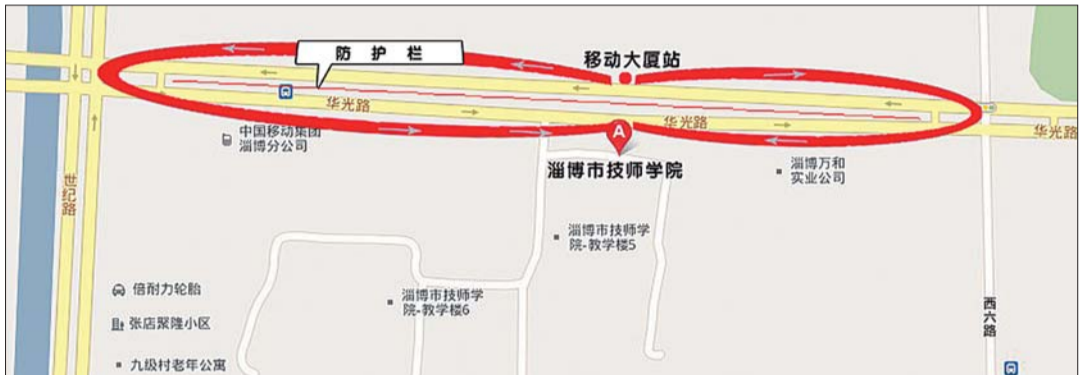 防 护 栏
移动大厦站
华光路
中国移动集团
淄博分公司
A
华光路
华光路
淄博市技师学院
淄博万和
实业公司
世纪路
淄博市技师学
院-教学楼5
倍耐力轮胎
淄博市技师学
院-教学楼6
张店聚隆小区
西六路
九级村老年公寓